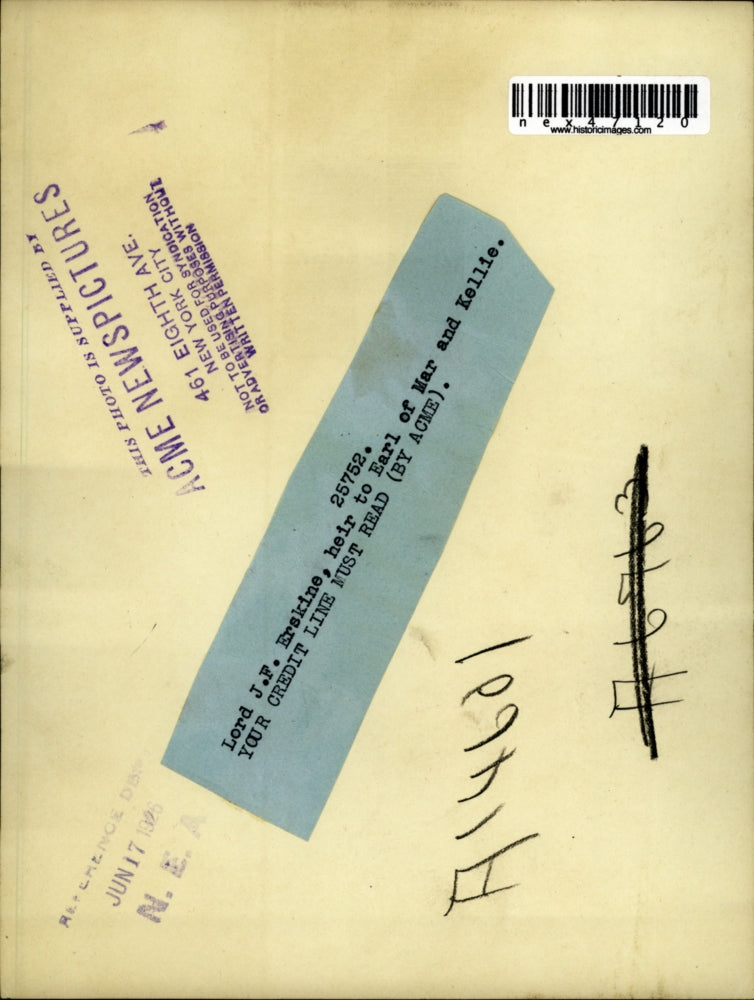 nex47120
www.historicimages.com
THIS PHOTO IS SUPPLIED BY
ACME NEWSPICTURES
461 EIGHTH AVE.
NEW YORK CITY
NOT TO BE USED FOR SYNDICATION
OR ADVERTISING PURPOSES WITHOUT
WRITTEN PERMISSION
25752.
Lord J.F. Erskine, heir to Earl of Mar and Kellie.
YOUR CREDIT LINE MUST READ (BY ACME).
A14601
REFERENCE
JUN 17 1926
N. E. A